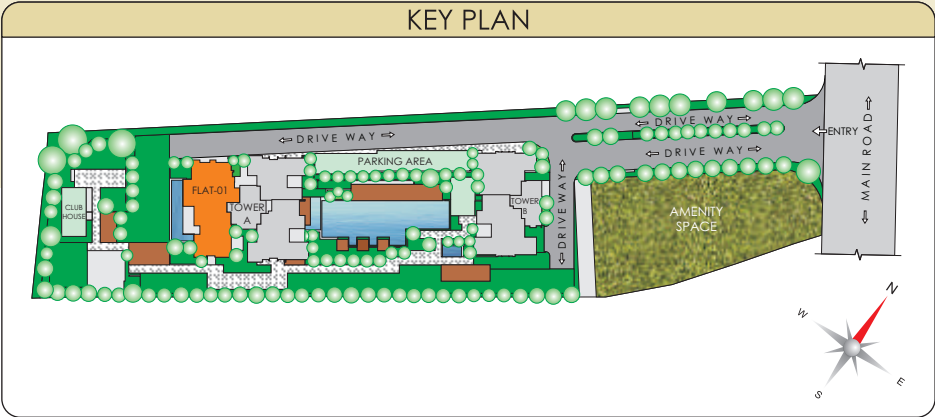 KEY PLAN
DRIVE WAY
DRIVE WAY
DRIVE WAY
DRIVE WAY
ENTRY
MAIN ROAD
PARKING AREA
FLAT-01
TOWER
A
TOWER
B
CLUB
HOUSE
AMENITY
SPACE
N
W
E
S